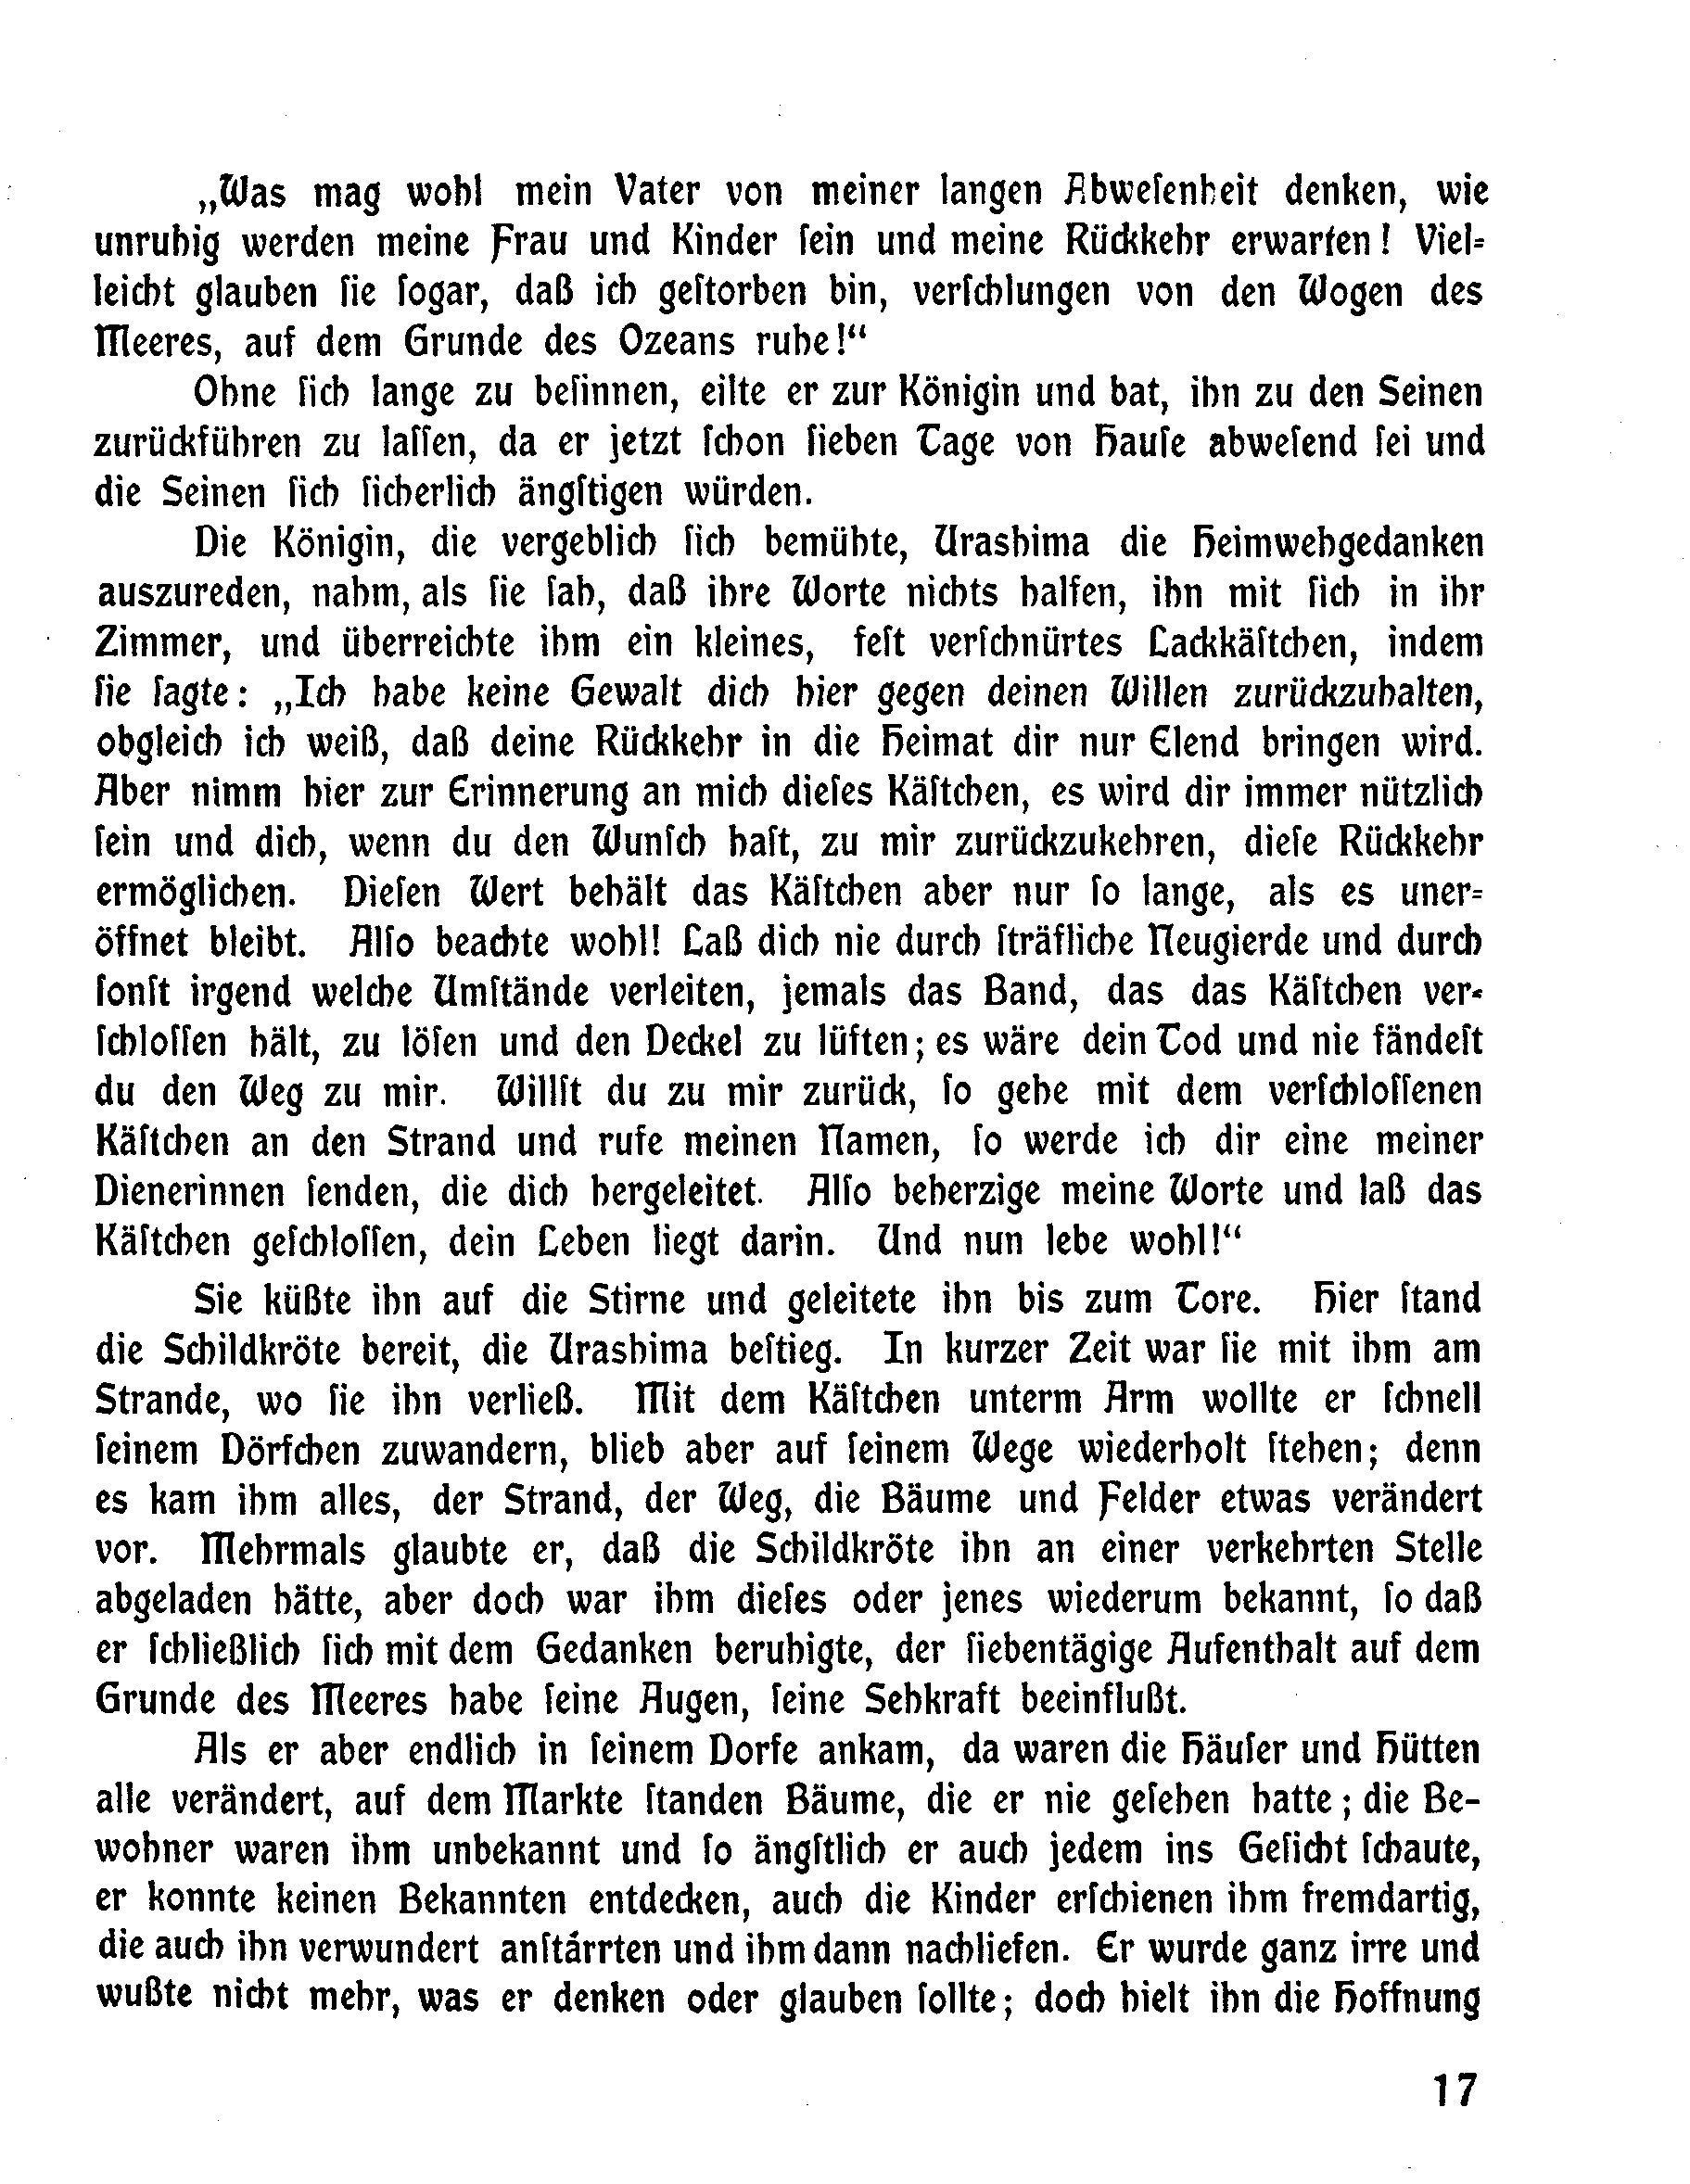 „Was mag wohl mein Vater von meiner langen Abweſenheit denken, wie
unruhig werden meine Frau und Kinder ſein und meine Rückkehr erwarten! Viel-
leicht glauben ſie ſogar, daß ich geſtorben bin, verſchlungen von den Wogen des
Meeres, auf dem Grunde des Ozeans ruhe!“
Ohne ſich lange zu beſinnen, eilte er zur Königin und bat, ihn zu den Seinen
zurückführen zu laſſen, da er jetzt ſchon ſieben Tage von Hauſe abweſend ſei und
die Seinen ſich ſicherlich ängſtigen würden.
Die Königin, die vergeblich ſich bemühte, Urashima die Heimwehgedanken
auszureden, nahm, als ſie ſah, daß ihre Worte nichts halfen, ihn mit ſich in ihr
Zimmer, und überreichte ihm ein kleines, feſt verſchnürtes Lackkäſtchen, indem
ſie ſagte: „Ich habe keine Gewalt dich hier gegen deinen Willen zurückzuhalten,
obgleich ich weiß, daß deine Rückkehr in die Heimat dir nur Elend bringen wird.
Aber nimm hier zur Erinnerung an mich dieſes Käſtchen, es wird dir immer nützlich
ſein und dich, wenn du den Wunſch haſt, zu mir zurückzukehren, dieſe Rückkehr
ermöglichen. Dieſen Wert behält das Käſtchen aber nur ſo lange, als es uner-
öffnet bleibt. Alſo beachte wohl! Laß dich nie durch ſträfliche Neugierde und durch
ſonſt irgend welche Umſtände verleiten, jemals das Band, das das Käſtchen ver-
ſchloſſen hält, zu löſen und den Deckel zu lüften; es wäre dein Tod und nie fändeſt
du den Weg zu mir. Willſt du zu mir zurück, ſo gehe mit dem verſchloſſenen
Käſtchen an den Strand und rufe meinen Namen, ſo werde ich dir eine meiner
Dienerinnen ſenden, die dich hergeleitet. Alſo beherzige meine Worte und laß das
Käſtchen geſchloſſen, dein Leben liegt darin. Und nun lebe wohl!“
Sie küßte ihn auf die Stirne und geleitete ihn bis zum Tore. Hier ſtand
die Schildkröte bereit, die Urashima beſtieg. In kurzer Zeit war ſie mit ihm am
Strande, wo ſie ihn verließ. Mit dem Käſtchen unterm Arm wollte er ſchnell
ſeinem Dörfchen zuwandern, blieb aber auf ſeinem Wege wiederholt ſtehen; denn
es kam ihm alles, der Strand, der Weg, die Bäume und Felder etwas verändert
vor. Mehrmals glaubte er, daß die Schildkröte ihn an einer verkehrten Stelle
abgeladen hätte, aber doch war ihm dieſes oder jenes wiederum bekannt, ſo daß
er ſchließlich ſich mit dem Gedanken beruhigte, der ſiebentägige Aufenthalt auf dem
Grunde des Meeres habe ſeine Augen, ſeine Sehkraft beeinflußt.
Als er aber endlich in ſeinem Dorfe ankam, da waren die Häuſer und Hütten
alle verändert, auf dem Markte ſtanden Bäume, die er nie geſehen hatte; die Be-
wohner waren ihm unbekannt und ſo ängſtlich er auch jedem ins Geſicht ſchaute,
er konnte keinen Bekannten entdecken, auch die Kinder erſchienen ihm fremdartig,
die auch ihn verwundert anſtarrten und ihm dann nachliefen. Er wurde ganz irre und
wußte nicht mehr, was er denken oder glauben ſollte; doch hielt ihn die Hoffnung
17